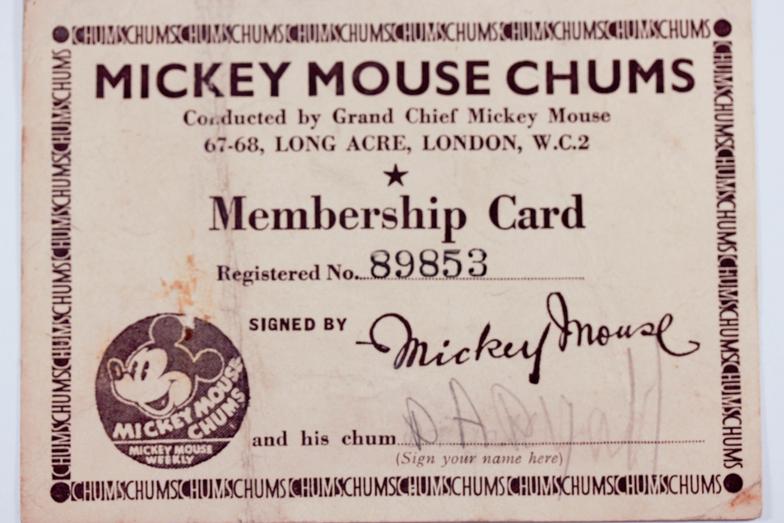 CHUMSCHUMSCHUMSCHUMSCHUMSCHUMSCHUMSCHUMSCHUMSCHUMSCHUMSCHUMS
MICKEY MOUSE CHUMS
Conducted by Grand Chief Mickey Mouse
67-68, LONG ACRE, LONDON, W.C.2
Membership Card
Registered No. 89853
SIGNED BY Mickey Mouse
MICKEY MOUSE
CHUMS
MICKEY MOUSE
WEEKLY
and his chum D. A.
(Sign your name here)
CHUMSCHUMSCHUMSCHUMSCHUMSCHUMSCHUMSCHUMSCHUMSCHUMSCHUMSCHUMS